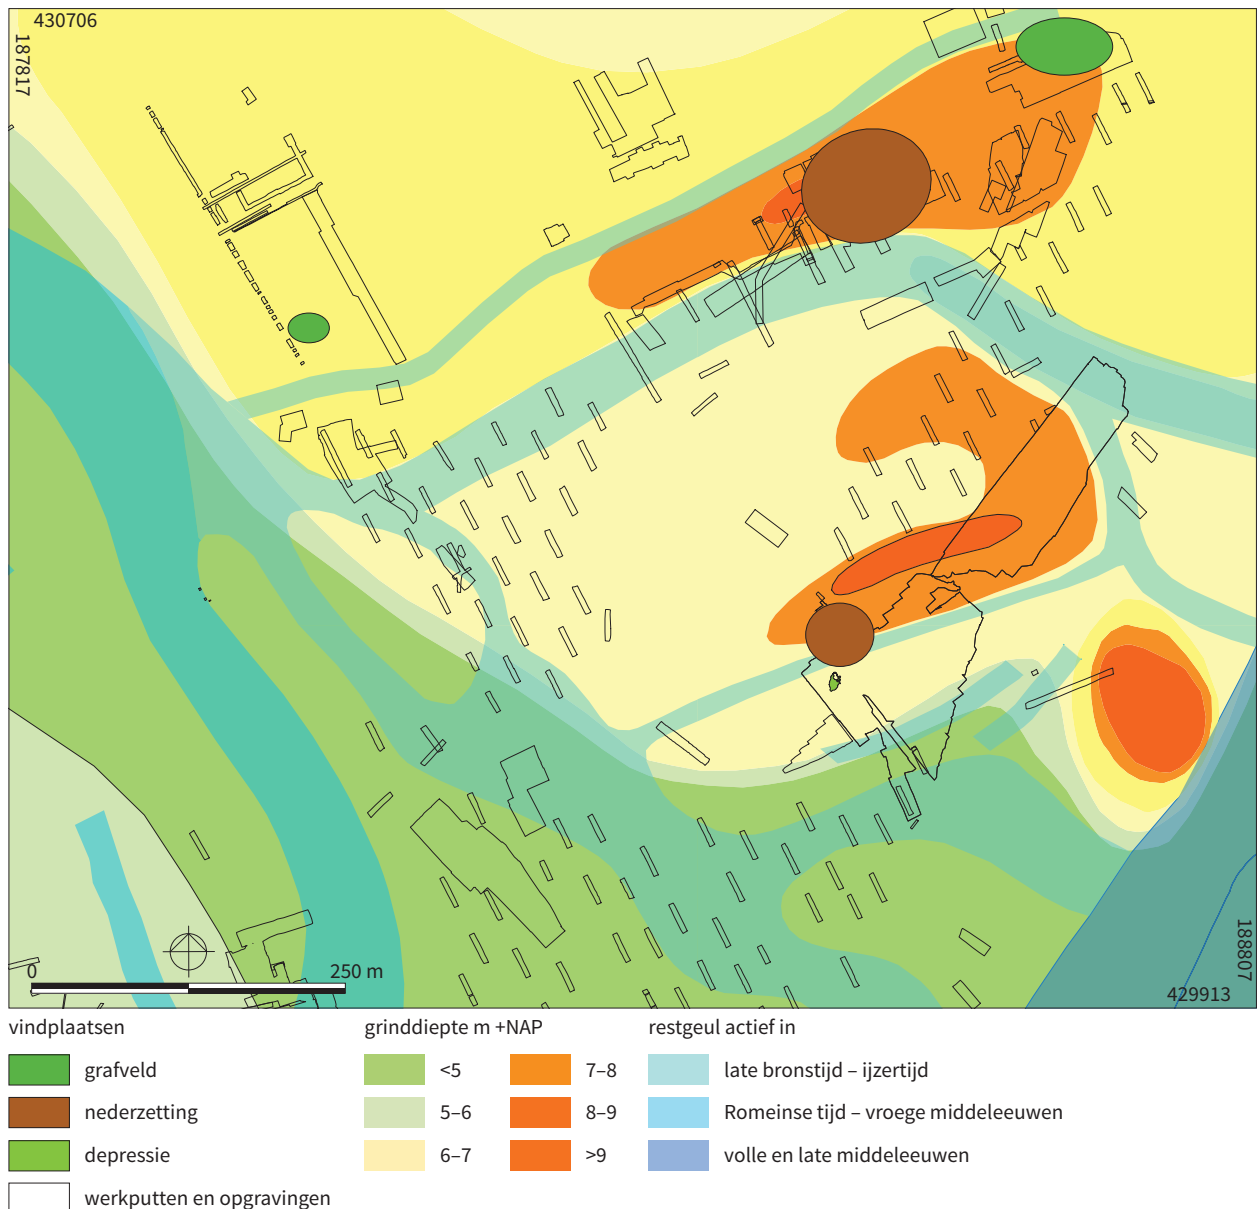 430706
187817
0
250 m
188807
429913
vindplaatsen
grafveld
nederzetting
depressie
werkputten en opgravingen
grinddiepte m +NAP
<5
5–6
6–7
7–8
8–9
>9
restgeul actief in
late bronstijd – ijzertijd
Romeinse tijd – vroege middeleeuwen
volle en late middeleeuwen